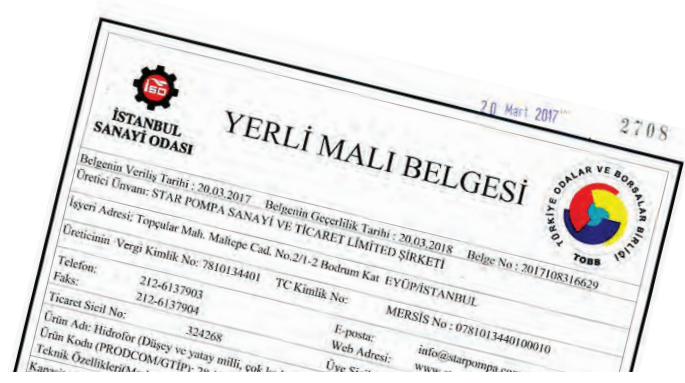 20 Mart 2017
2708
İSO
İSTANBUL
SANAYİ ODASI
YERLİ MALI BELGESİ
TÜRKİYE ODALAR VE BORSALAR BİRLİĞİ
TOBB
Belgenin Veriliş Tarihi : 20.03.2017 Belgenin Geçerlilik Tarihi : 20.03.2018 Belge No : 2017108316629
Üretici Ünvanı: STAR POMPA SANAYİ VE TİCARET LİMİTED ŞİRKETİ
İşyeri Adresi; Topçular Mah. Maltepe Cad. No.2/1-2 Bodrum Kat EYÜP/İSTANBUL
Üreticinin Vergi Kimlik No: 7810134401 TC Kimlik No: MERSİS No : 0781013440100010
Telefon: 212-6137903 E-posta: info@starpompa.co
Faks: 212-6137904 Web Adresi:
Ticaret Sicil No: 324268
Ürün Adı: Hidrofor (Düşey ve yatay milli, çok
Ürün Kodu (PRODCOM/GTİP):
Teknik